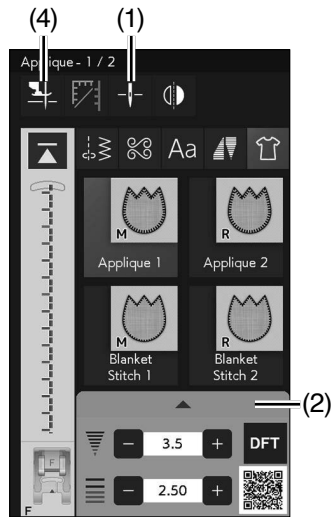 (4)
(1)
Applique - 1 / 2
Aa
M
Applique 1
R
Applique 2
M
Blanket
Stitch 1
R
Blanket
Stitch 2
(2)
3.5
DFT
2.50
F
F